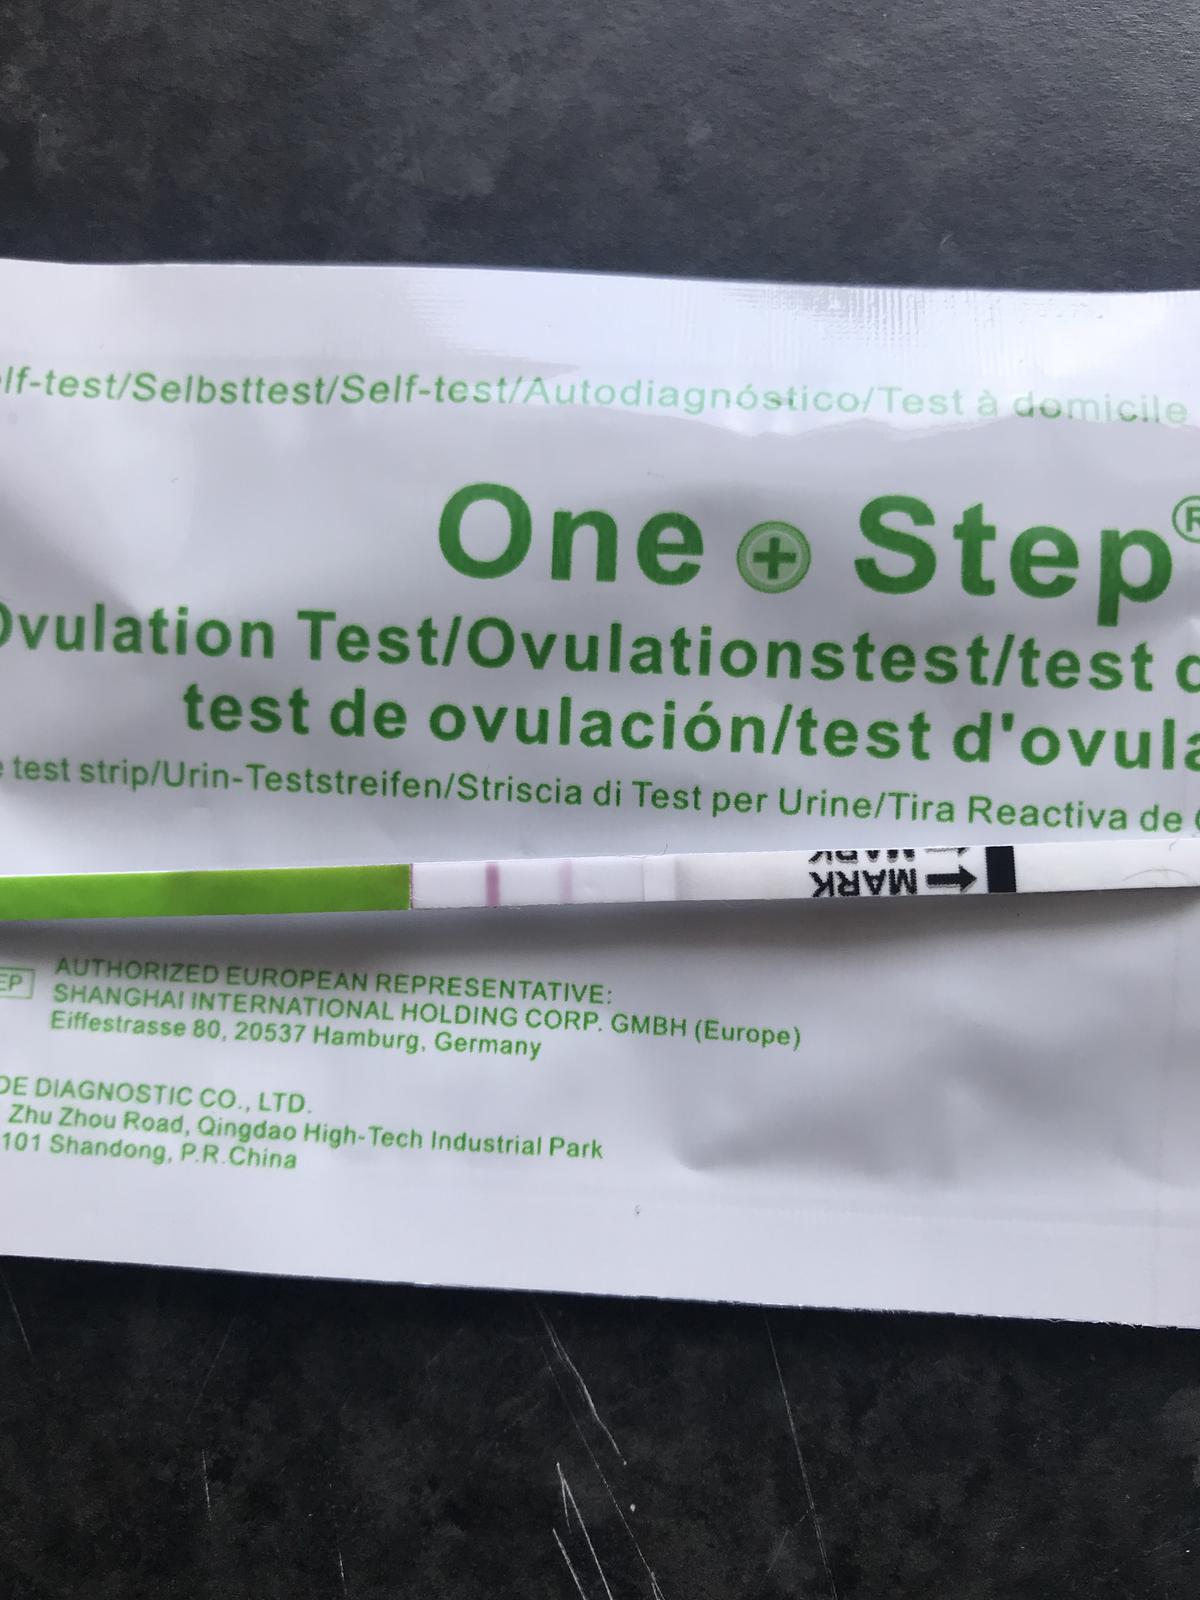 lf-test/Selbsttest/Self-test/Autodiagnóstico/Test à domicile
One Step®
Ovulation Test/Ovulationstest/test d
test de ovulación/test d'ovula
test strip/Urin-Teststreifen/Striscia di Test per Urine/Tira Reactiva de
MARK
MARK
EP
AUTHORIZED EUROPEAN REPRESENTATIVE:
SHANGHAI INTERNATIONAL HOLDING CORP. GMBH (Europe)
Eiffestrasse 80, 20537 Hamburg, Germany
DE DIAGNOSTIC CO., LTD.
Zhu Zhou Road, Qingdao High-Tech Industrial Park
101 Shandong, P.R.China